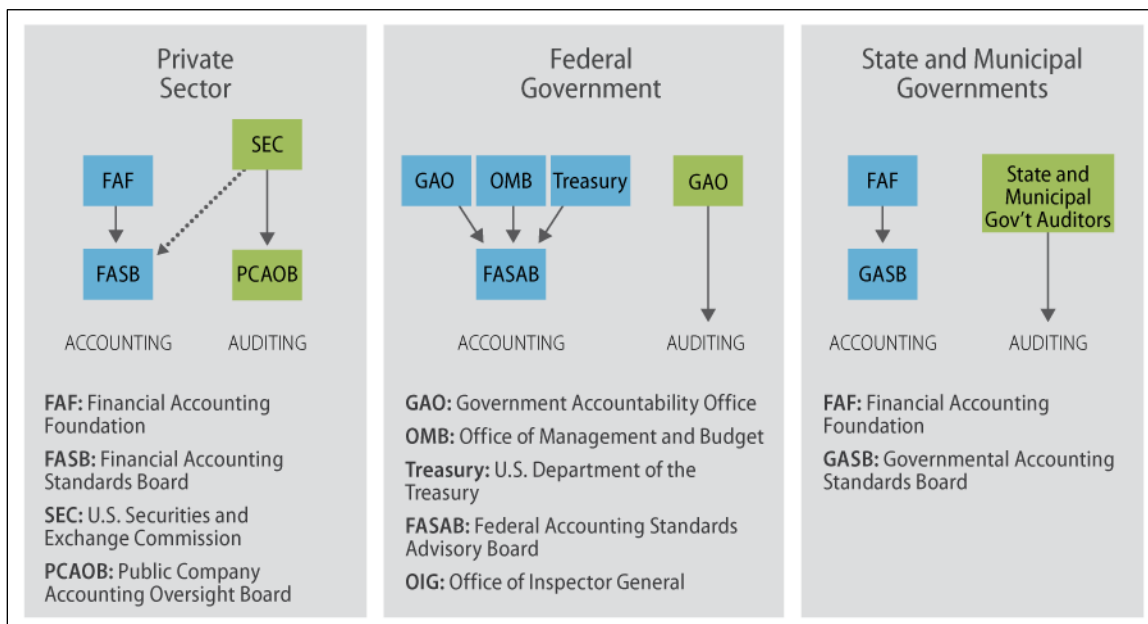 Private
Sector
SEC
FAF
FASB
PCAOB
ACCOUNTING
AUDITING
FAF: Financial Accounting
Foundation
FASB: Financial Accounting
Standards Board
SEC: U.S. Securities and
Exchange Commission
PCAOB: Public Company
Accounting Oversight Board
Federal
Government
GAO
OMB
Treasury
GAO
FASAB
ACCOUNTING
AUDITING
GAO: Government Accountability Office
OMB: Office of Management and Budget
Treasury: U.S. Department of the
Treasury
FASAB: Federal Accounting Standards
Advisory Board
OIG: Office of Inspector General
State and Municipal
Governments
FAF
State and
Municipal
Gov't Auditors
GASB
ACCOUNTING
AUDITING
FAF: Financial Accounting
Foundation
GASB: Governmental Accounting
Standards Board